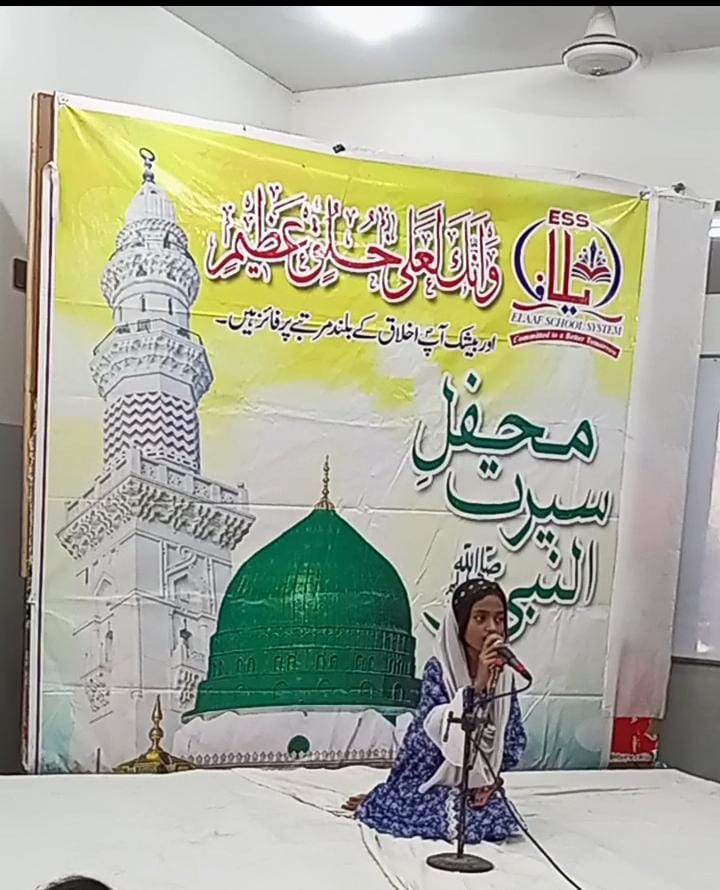 وَاِنَّكَ لَعَلٰی خُلُقٍ عَظِیْمٍ
اور بیشک آپ اخلاق کے بلند مرتبے پر فائز ہیں۔
ESS
ایلاف
ELAAF SCHOOL SYSTEM
Committed to a Better Tomorrow
محفلِ
سیرت
النبی ﷺ